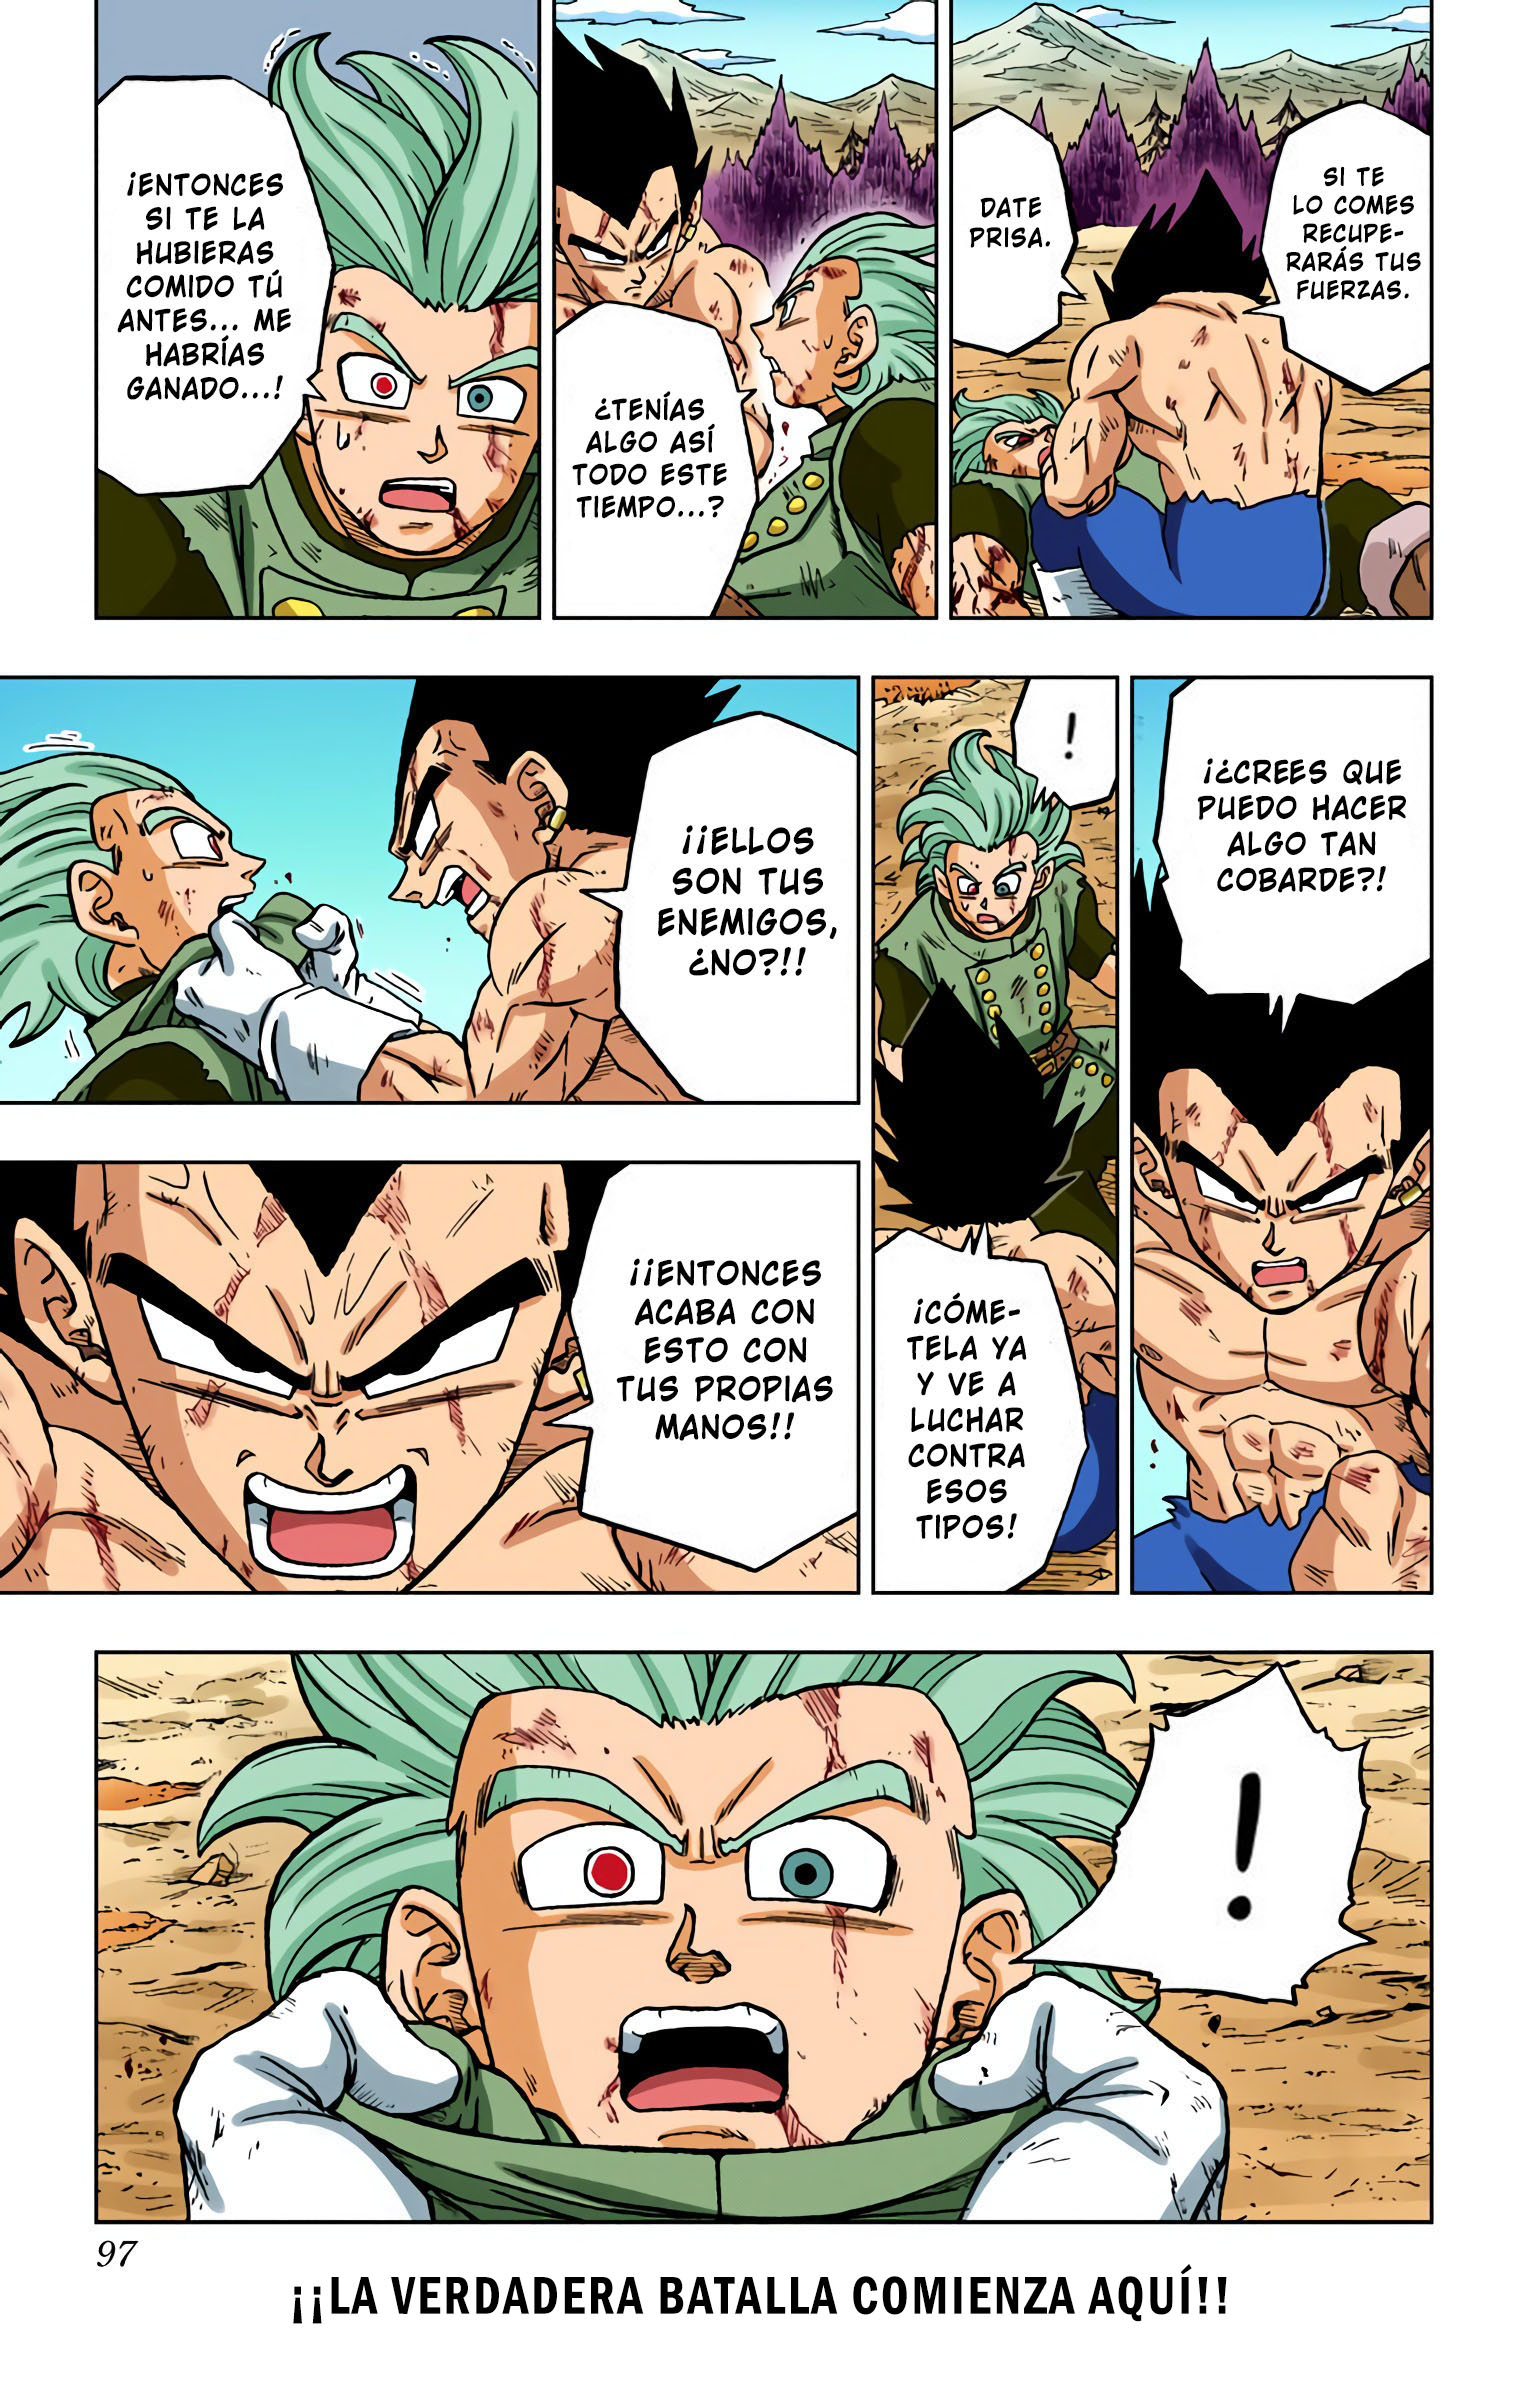 SI TE
LO COMES
RECUPE-
RARÁS TUS
FUERZAS.
DATE
PRISA.
¿TENÍAS
ALGO ASÍ
TODO ESTE
TIEMPO...?
¡ENTONCES
SI TE LA
HUBIERAS
COMIDO TÚ
ANTES... ME
HABRÍAS
GANADO...!
¡¿CREES QUE
PUEDO HACER
ALGO TAN
COBARDE?!
!
¡CÓME-
TELA YA
Y VE A
LUCHAR
CONTRA
ESOS
TIPOS!
¡¡ELLOS
SON TUS
ENEMIGOS,
¿NO?!!
¡¡ENTONCES
ACABA CON
ESTO CON
TUS PROPIAS
MANOS!!
!
97
¡¡LA VERDADERA BATALLA COMIENZA AQUÍ!!